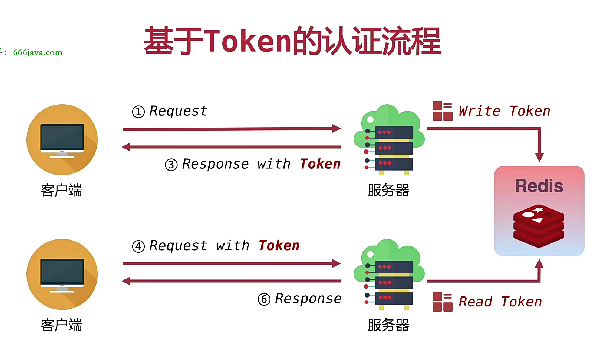 基于Token的认证流程
666java.com
① Request
Write Token
③ Response with Token
客户端
服务器
Redis
④ Request with Token
⑥ Response
Read Token
客户端
服务器